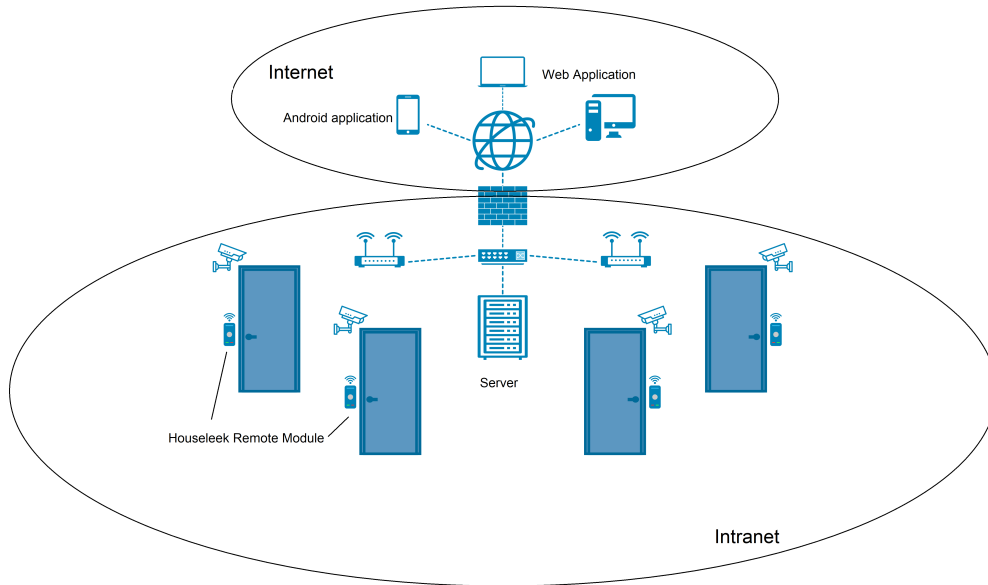 Internet
Web Application
Android application
Server
Houseleek Remote Module
Intranet